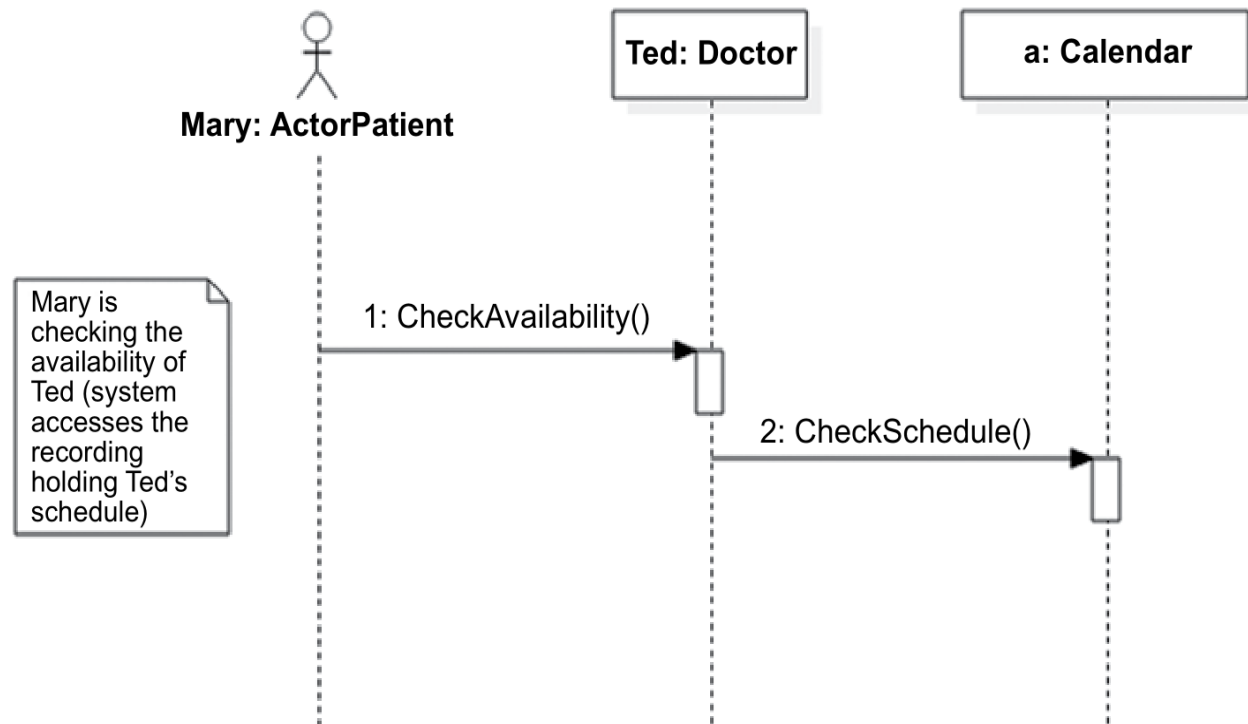 Ted: Doctor
a: Calendar
Mary: ActorPatient
Mary is
checking the
availability of
Ted (system
accesses the
recording
holding Ted's
schedule)
1: CheckAvailability()
2: CheckSchedule()